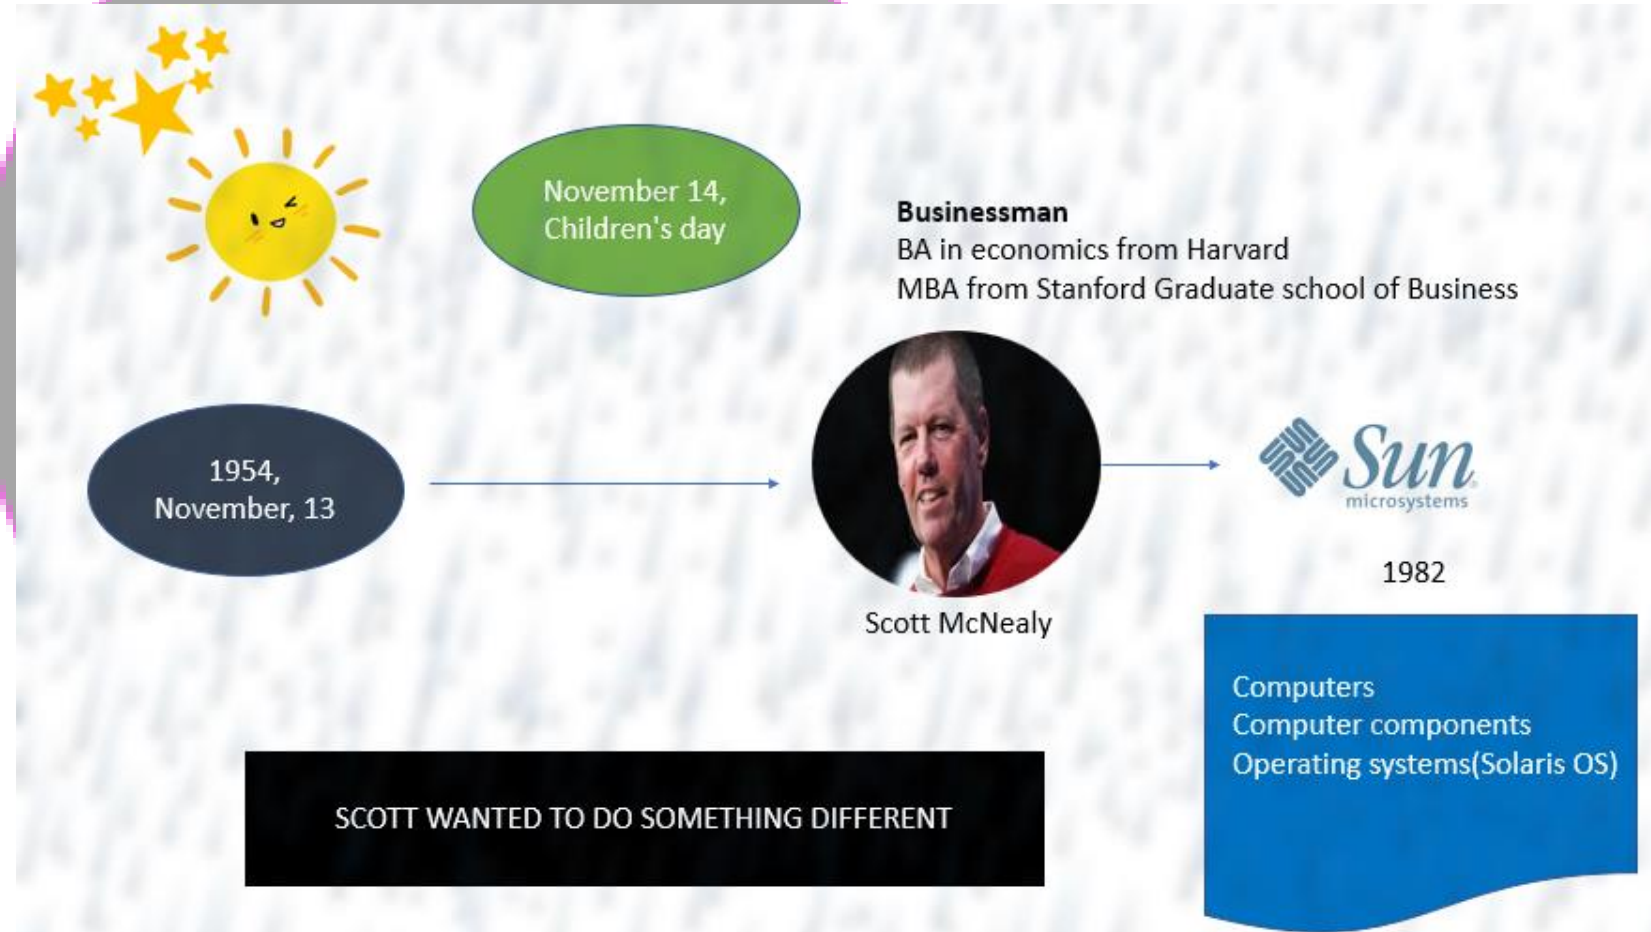 November 14,
Children's day
Businessman
BA in economics from Harvard
MBA from Stanford Graduate school of Business
1954,
November, 13
Sun
microsystems
1982
Scott McNealy
Computers
Computer components
Operating systems(Solaris OS)
SCOTT WANTED TO DO SOMETHING DIFFERENT